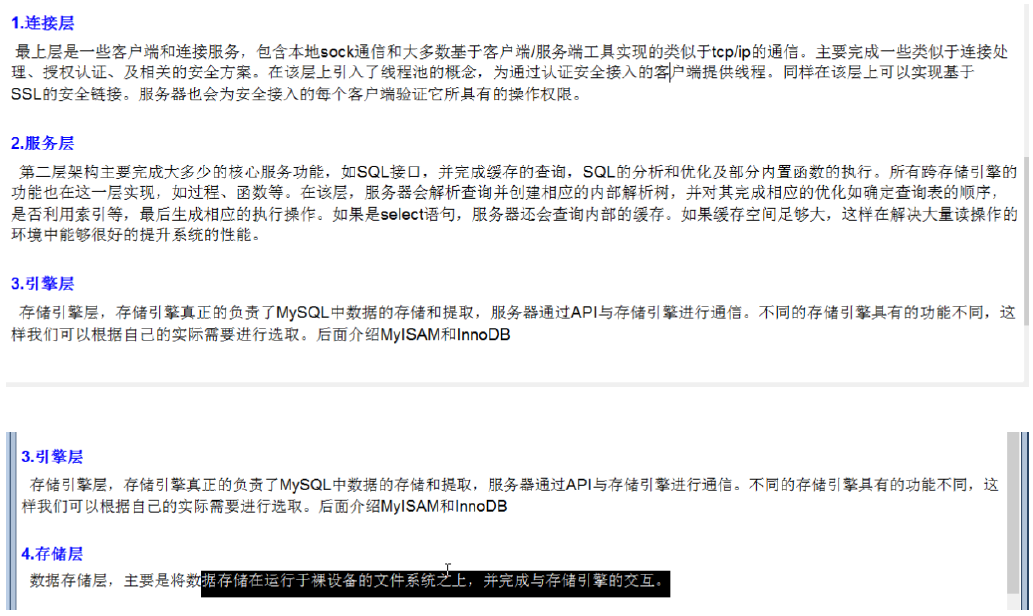 1.连接层
最上层是一些客户端和连接服务，包含本地sock通信和大多数基于客户端/服务端工具实现的类似于tcp/ip的通信。主要完成一些类似于连接处
理、授权认证、及相关的安全方案。在该层上引入了线程池的概念，为通过认证安全接入的客户端提供线程。同样在该层上可以实现基于
SSL的安全链接。服务器也会为安全接入的每个客户端验证它所具有的操作权限。
2.服务层
第二层架构主要完成大多少的核心服务功能，如SQL接口，并完成缓存的查询，SQL的分析和优化及部分内置函数的执行。所有跨存储引擎的
功能也在这一层实现，如过程、函数等。在该层，服务器会解析查询并创建相应的内部解析树，并对其完成相应的优化如确定查询表的顺序，
是否利用索引等，最后生成相应的执行操作。如果是select语句，服务器还会查询内部的缓存。如果缓存空间足够大，这样在解决大量读操作的
环境中能够很好的提升系统的性能。
3.引擎层
存储引擎层，存储引擎真正的负责了MySQL中数据的存储和提取，服务器通过API与存储引擎进行通信。不同的存储引擎具有的功能不同，这
样我们可以根据自己的实际需要进行选取。后面介绍MyISAM和InnoDB
3.引擎层
存储引擎层，存储引擎真正的负责了MySQL中数据的存储和提取，服务器通过API与存储引擎进行通信。不同的存储引擎具有的功能不同，这
样我们可以根据自己的实际需要进行选取。后面介绍MyISAM和InnoDB
4.存储层
数据存储层，主要是将数据存储在运行于裸设备的文件系统之上，并完成与存储引擎的交互。